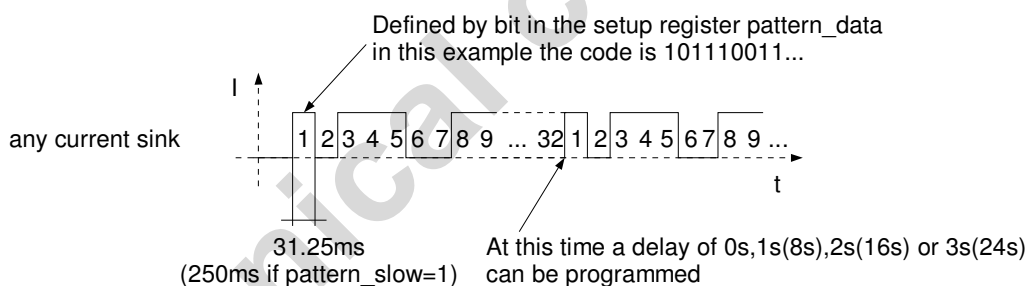 Defined by bit in the setup register pattern_data
in this example the code is 101110011...
I
any current sink
1 2 3 4 5 6 7 8 9 ... 32 1 2 3 4 5 6 7 8 9 ...
t
31.25ms
(250ms if pattern_slow=1)
At this time a delay of 0s,1s(8s),2s(16s) or 3s(24s)
can be programmed